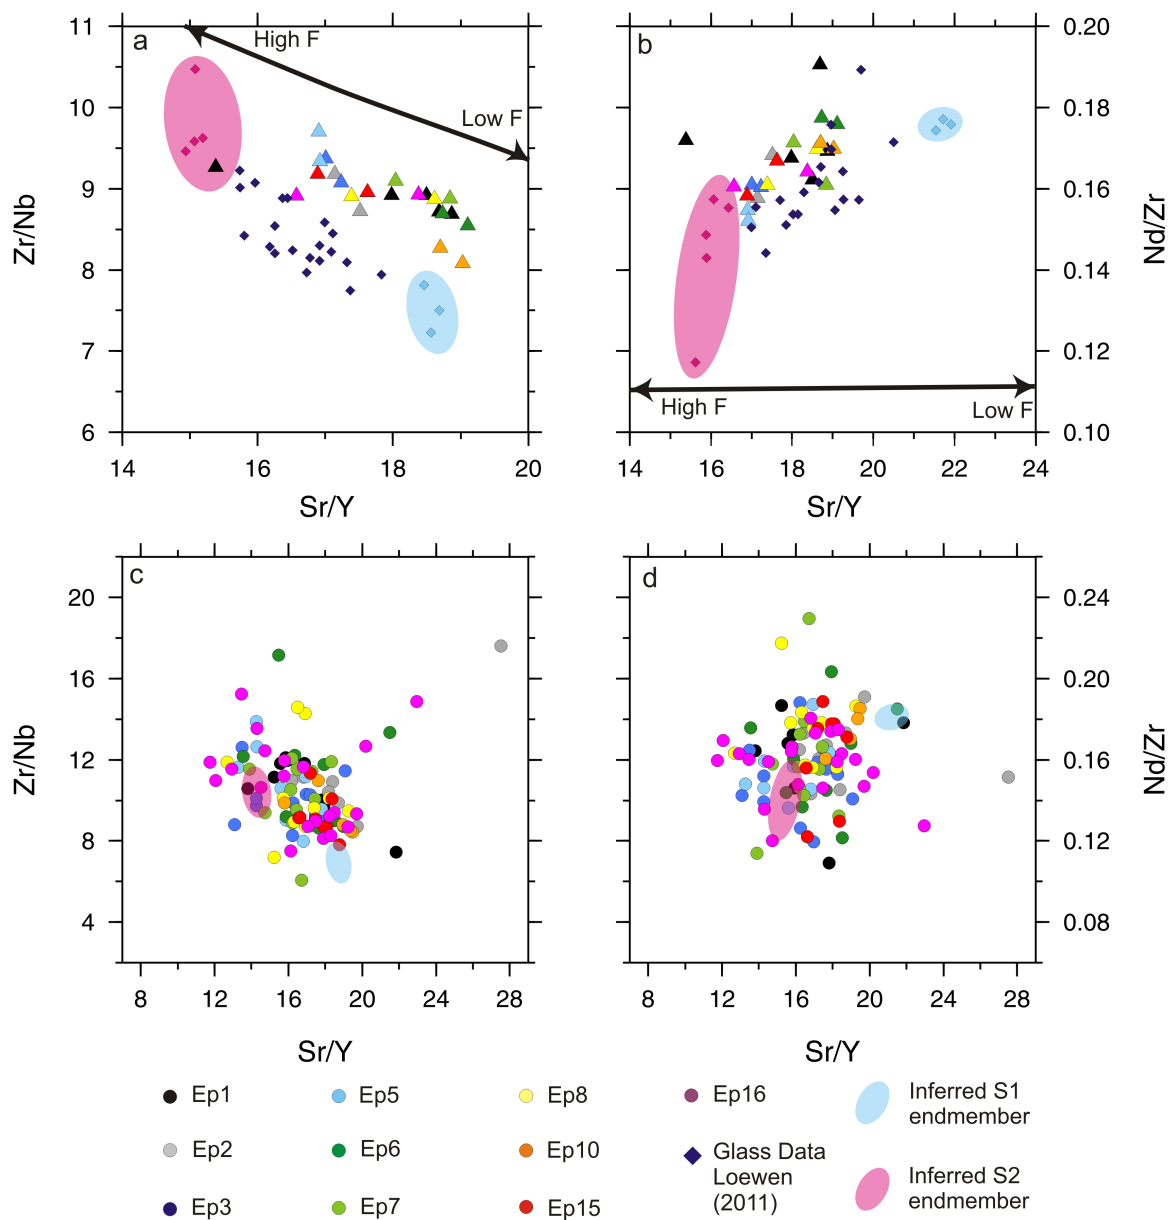 a
High F
Low F
11
10
9
8
7
6
14
16
18
20
Zr/Nb
Sr/Y
b
High F
Low F
0.20
0.18
0.16
0.14
0.12
0.10
14
16
18
20
22
24
Nd/Zr
Sr/Y
c
20
16
12
8
4
8
12
16
20
24
28
Zr/Nb
Sr/Y
d
0.24
0.20
0.16
0.12
0.08
8
12
16
20
24
28
Nd/Zr
Sr/Y
Ep1
Ep2
Ep3
Ep5
Ep6
Ep7
Ep8
Ep10
Ep15
Ep16
Glass Data
Loewen
(2011)
Inferred S1
endmember
Inferred S2
endmember